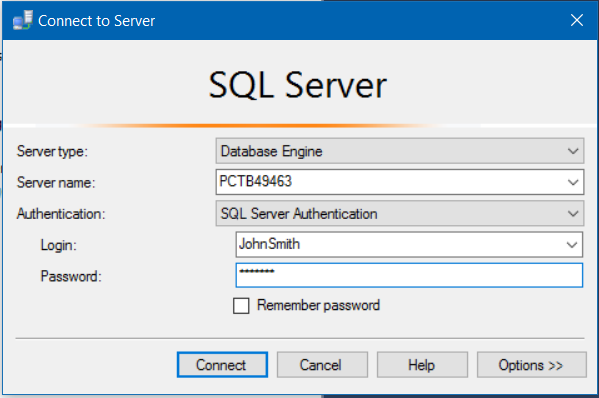 Connect to Server
SQL Server
Server type: Database Engine
Server name: PCTB49463
Authentication: SQL Server Authentication
Login: JohnSmith
Password: *******
Remember password
Connect Cancel Help Options >>